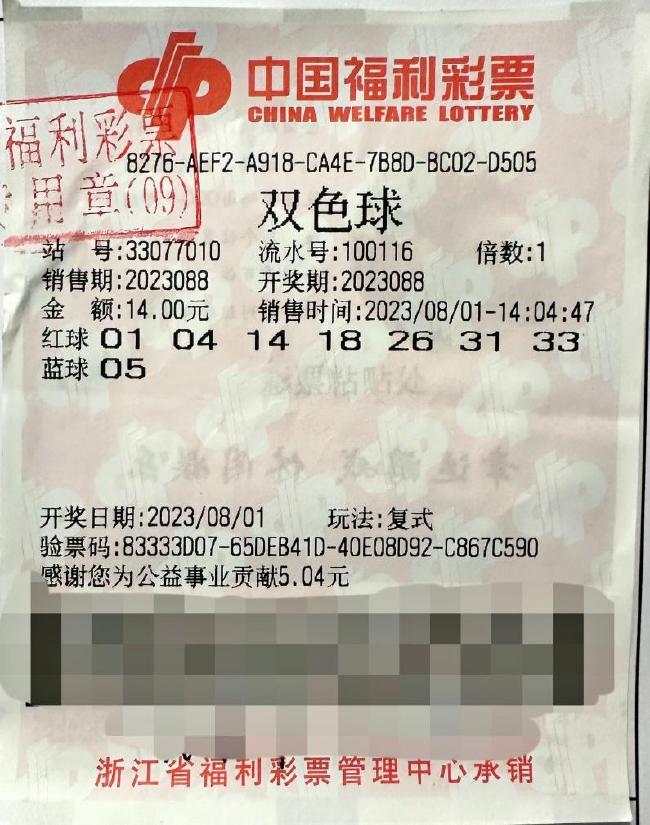 中国福利彩票
CHINA WELFARE LOTTERY
福利彩票
用章(09)
8276-AEF2-A918-CA4E-7B8D-BC02-D505
双色球
站 号:33077010 流水号:100116 倍数:1
销售期:2023088 开奖期:2023088
金 额:14.00元 销售时间:2023/08/01-14:04:47
红球 01 04 14 18 26 31 33
蓝球 05
开奖日期:2023/08/01 玩法:复式
验票码:83333D07-65DEB41D-40E08D92-C867C590
感谢您为公益事业贡献5.04元
浙江省福利彩票管理中心承销